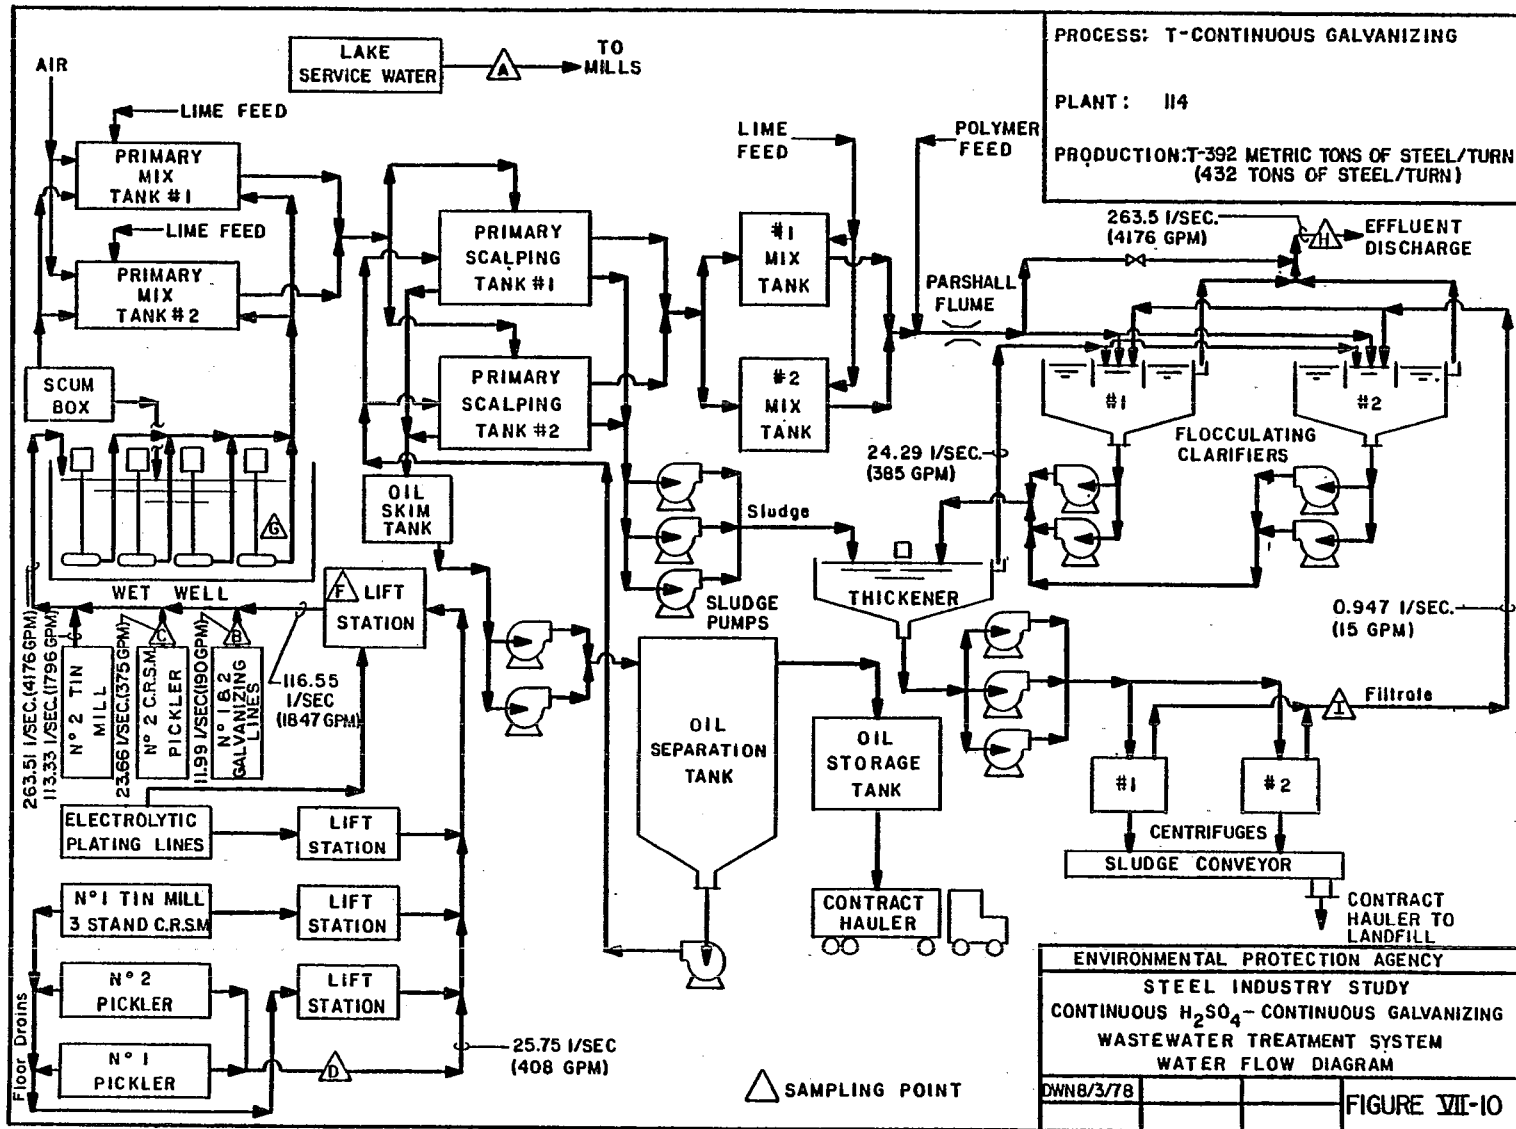 LAKE
SERVICE WATER
A
TO
MILLS
PROCESS: T-CONTINUOUS GALVANIZING
PLANT: 114
PRODUCTION: T-392 METRIC TONS OF STEEL/TURN
(432 TONS OF STEEL/TURN)
AIR
LIME FEED
PRIMARY
MIX
TANK #1
LIME FEED
PRIMARY
MIX
TANK #2
SCUM
BOX
PRIMARY
SCALPING
TANK #1
PRIMARY
SCALPING
TANK #2
LIME
FEED
POLYMER
FEED
#1
MIX
TANK
#2
MIX
TANK
PARSHALL
FLUME
263.5 l/SEC.
(4176 GPM)
H
EFFLUENT
DISCHARGE
#1
#2
FLOCCULATING
CLARIFIERS
24.29 l/SEC.
(385 GPM)
OIL
SKIM
TANK
Sludge
SLUDGE
PUMPS
THICKENER
0.947 l/SEC.
(15 GPM)
G
WET WELL
F
LIFT
STATION
263.51 l/SEC.(4176 GPM)
113.33 l/SEC.(1796 GPM)
Nº 2 TIN
MILL
23.66 l/SEC.(375 GPM)
C
Nº 2 C.R.S.M.
PICKLER
11.99 l/SEC(190 GPM)
B
Nº 1 & 2
GALVANIZING
LINES
116.55
l/SEC
(1847 GPM)
OIL
SEPARATION
TANK
OIL
STORAGE
TANK
I
Filtrate
#1
#2
CENTRIFUGES
SLUDGE CONVEYOR
CONTRACT
HAULER TO
LANDFILL
CONTRACT
HAULER
ELECTROLYTIC
PLATING LINES
LIFT
STATION
Nº 1 TIN MILL
3 STAND C.R.S.M
LIFT
STATION
Nº 2
PICKLER
LIFT
STATION
Nº 1
PICKLER
Floor Drains
D
25.75 l/SEC
(408 GPM)
SAMPLING POINT
ENVIRONMENTAL PROTECTION AGENCY
STEEL INDUSTRY STUDY
CONTINUOUS H2SO4-CONTINUOUS GALVANIZING
WASTEWATER TREATMENT SYSTEM
WATER FLOW DIAGRAM
DWN8/3/78
FIGURE VII-10